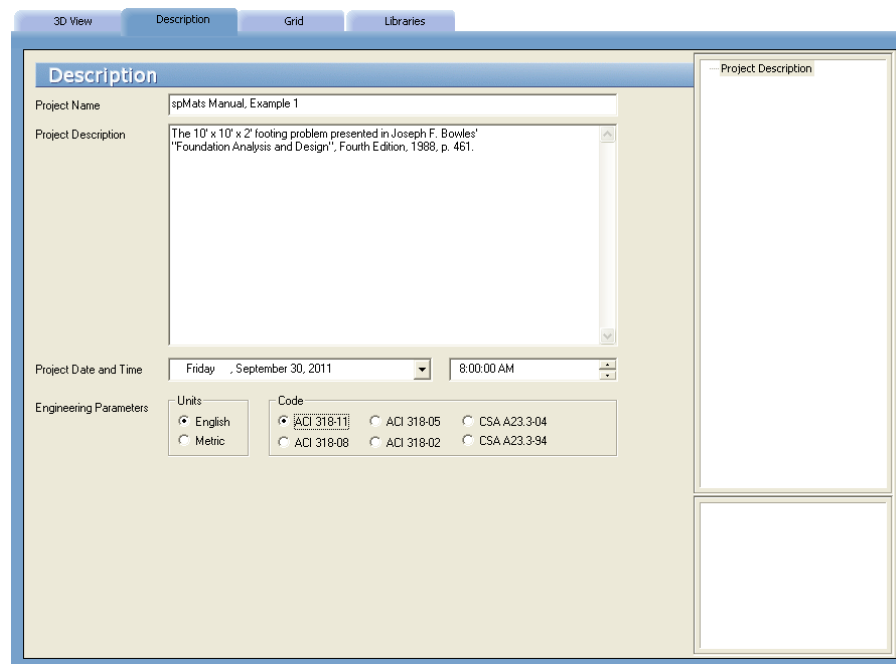 3D View Description Grid Libraries
Description
Project Description
Project Name spMats Manual, Example 1
Project Description The 10' x 10' x 2' footing problem presented in Joseph F. Bowles'
"Foundation Analysis and Design", Fourth Edition, 1988, p. 461.
Project Date and Time Friday , September 30, 2011 8:00:00 AM
Engineering Parameters Units Code
English ACI 318-11 ACI 318-05 CSA A23.3-04
Metric ACI 318-08 ACI 318-02 CSA A23.3-94